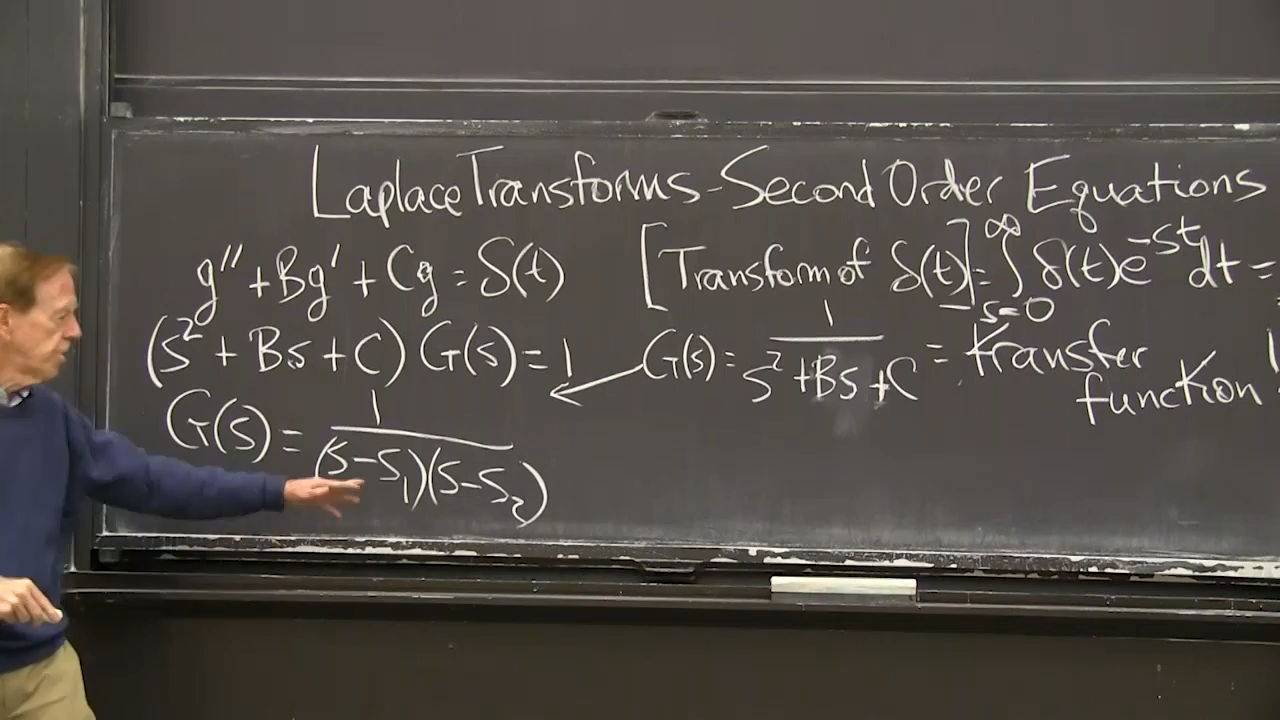 Laplace Transforms - Second Order Equations
g'' + Bg' + Cg = δ(t)
[Transform of δ(t)] = ∫_{s=0}^{∞} δ(t) e^{-st} dt =
(s² + Bs + C) G(s) = 1
G(s) = 1/(s² + Bs + C) = transfer function
G(s) = 1/((s-s₁)(s-s₂))